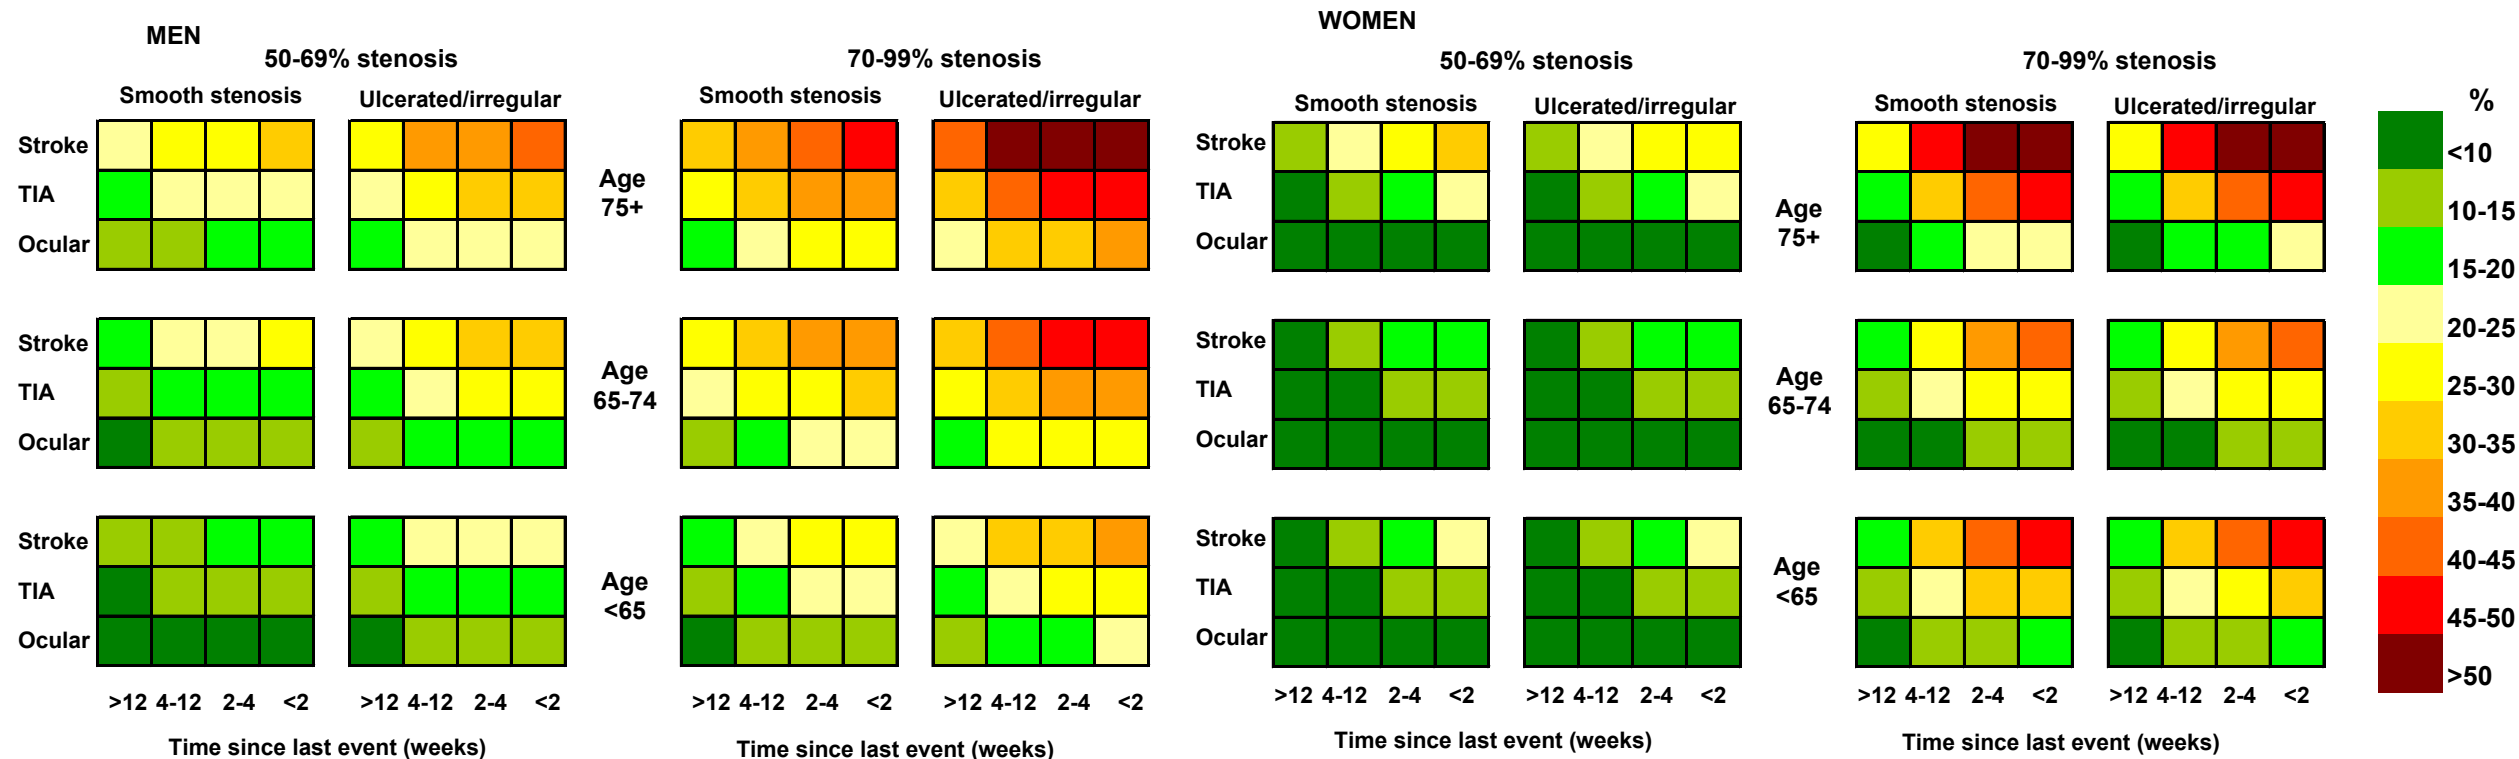 MEN
50-69% stenosis
70-99% stenosis
Smooth stenosis
Ulcerated/irregular
Smooth stenosis
Ulcerated/irregular
Stroke
TIA
Ocular
Age
75+
Stroke
TIA
Ocular
Age
65-74
Stroke
TIA
Ocular
Age
<65
>12 4-12 2-4 <2
>12 4-12 2-4 <2
>12 4-12 2-4 <2
>12 4-12 2-4 <2
Time since last event (weeks)
Time since last event (weeks)
WOMEN
50-69% stenosis
70-99% stenosis
Smooth stenosis
Ulcerated/irregular
Smooth stenosis
Ulcerated/irregular
Stroke
TIA
Ocular
Age
75+
Stroke
TIA
Ocular
Age
65-74
Stroke
TIA
Ocular
Age
<65
>12 4-12 2-4 <2
>12 4-12 2-4 <2
>12 4-12 2-4 <2
>12 4-12 2-4 <2
Time since last event (weeks)
Time since last event (weeks)
%
<10
10-15
15-20
20-25
25-30
30-35
35-40
40-45
45-50
>50